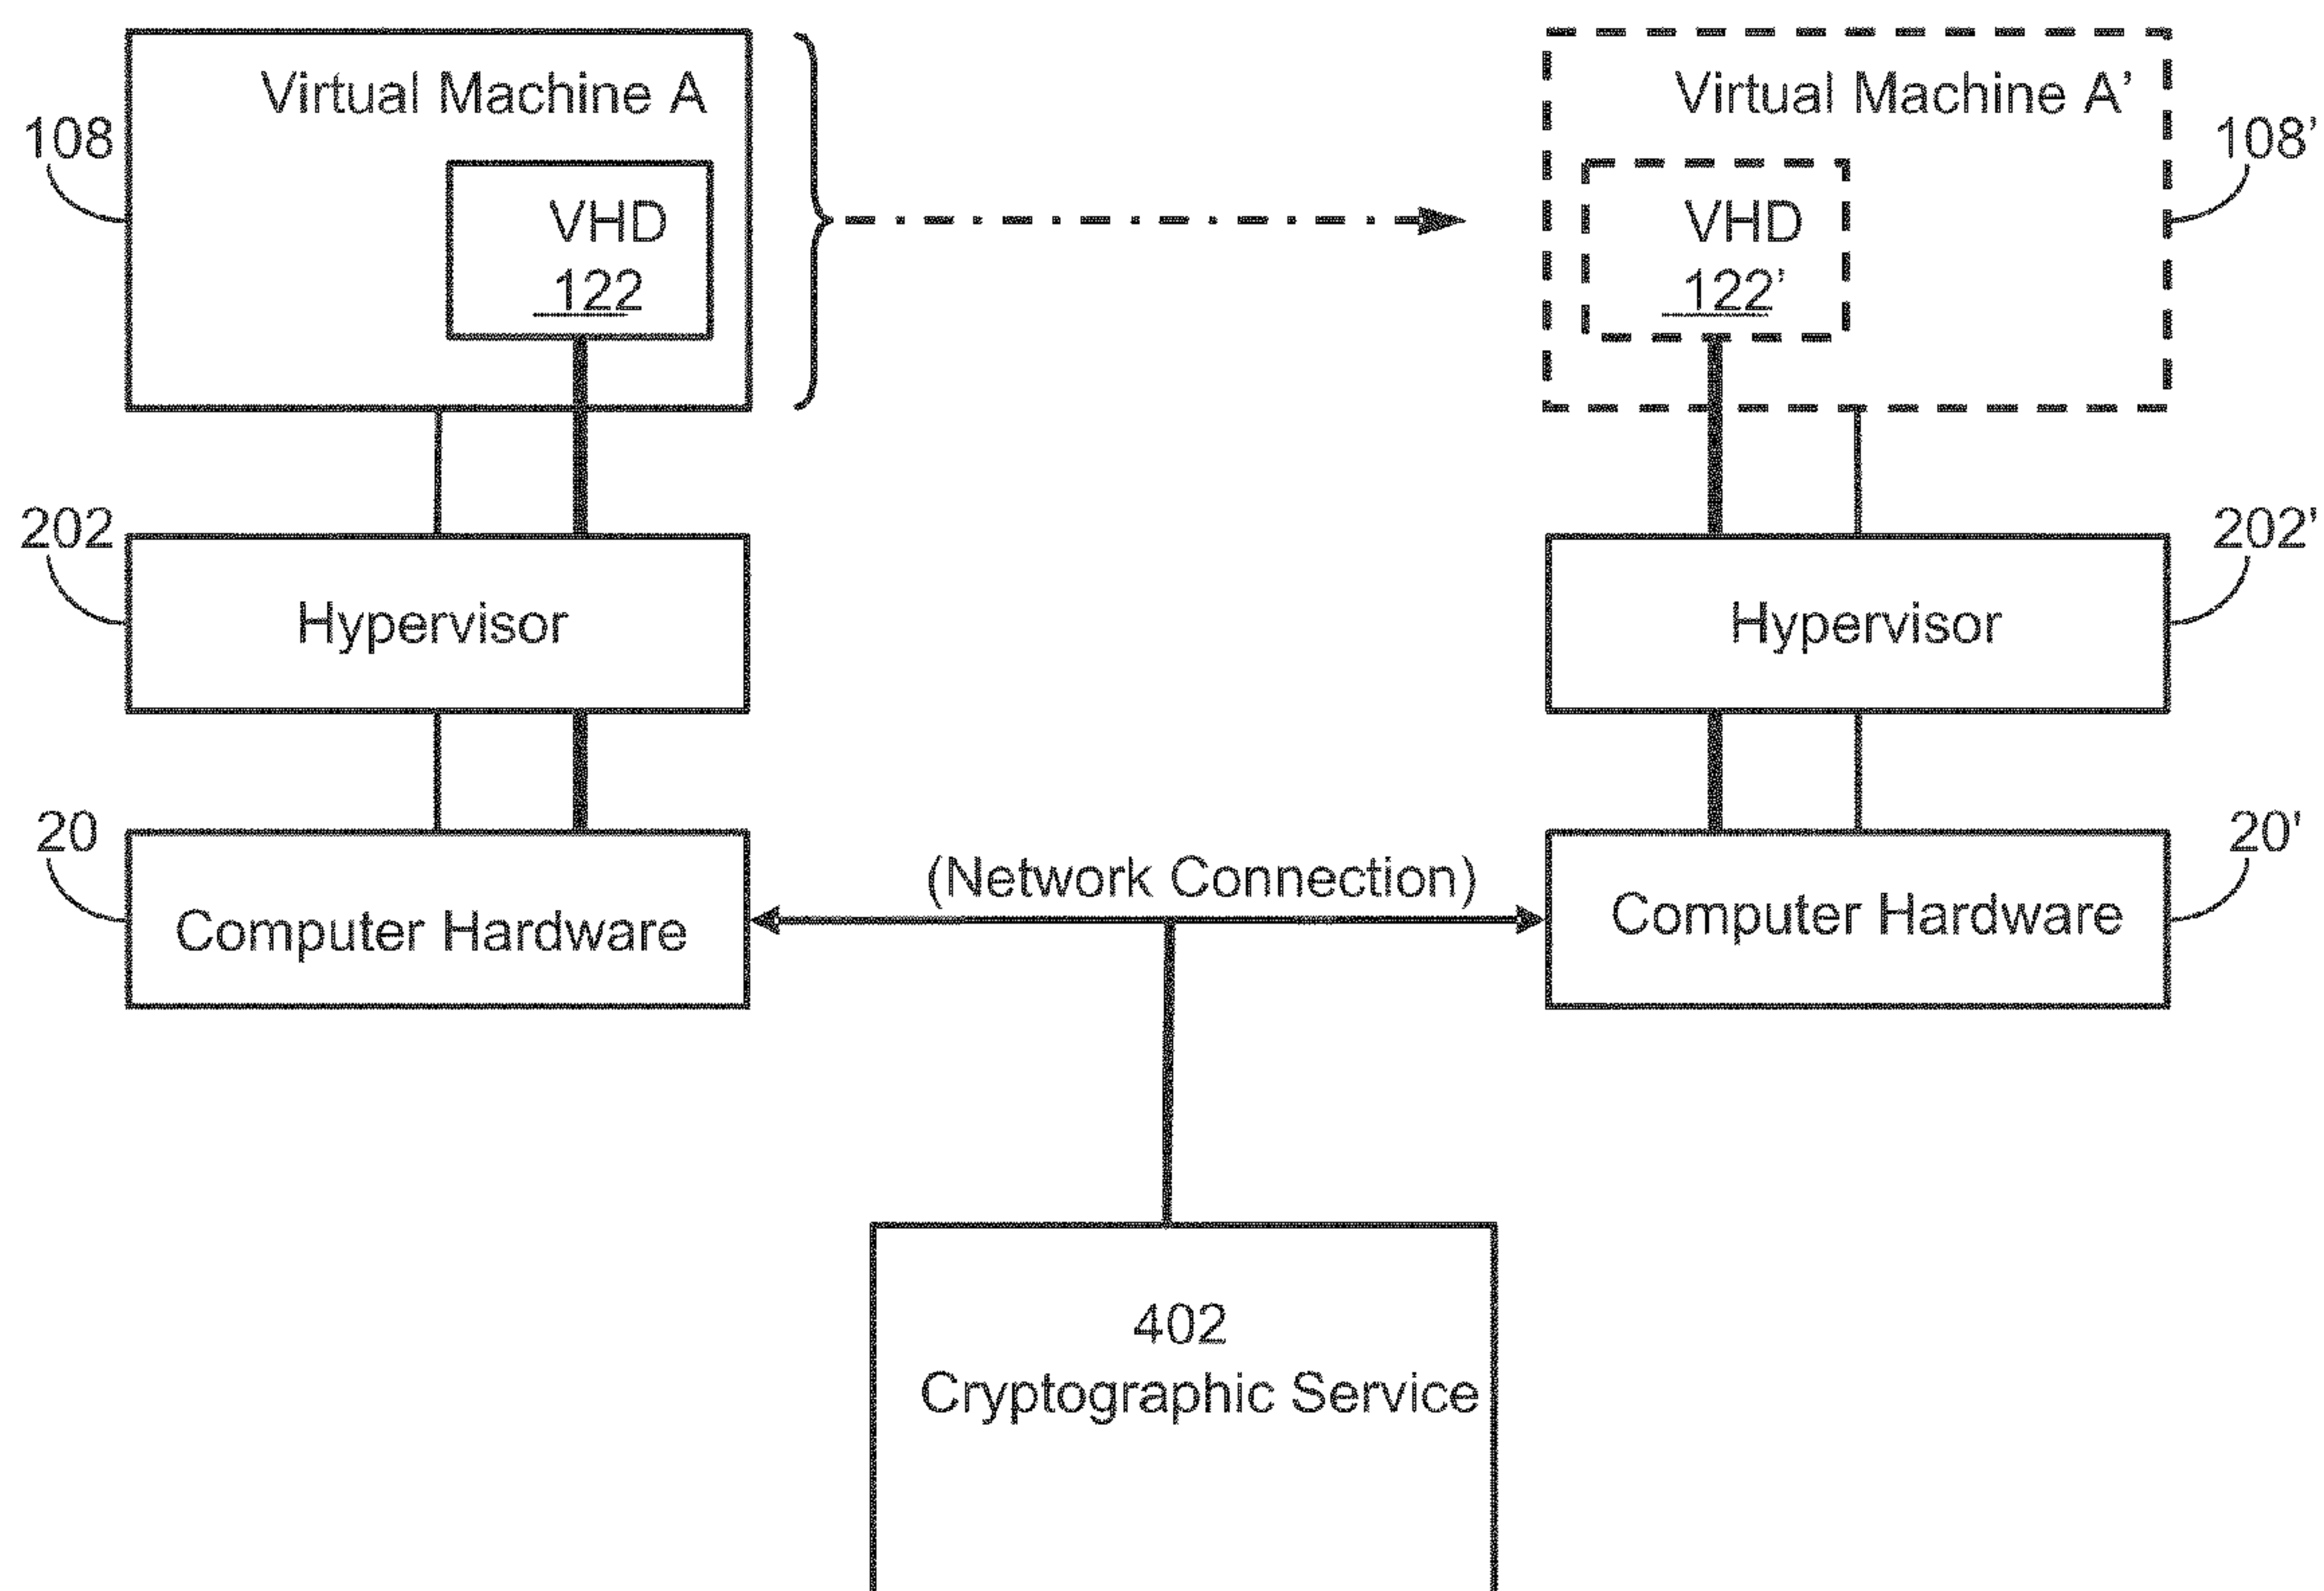 Virtual Machine A
108
VHD
122
Virtual Machine A’
108’
VHD
122’
202
Hypervisor
Hypervisor
202’
20
Computer Hardware
(Network Connection)
Computer Hardware
20'
402
Cryptographic Service